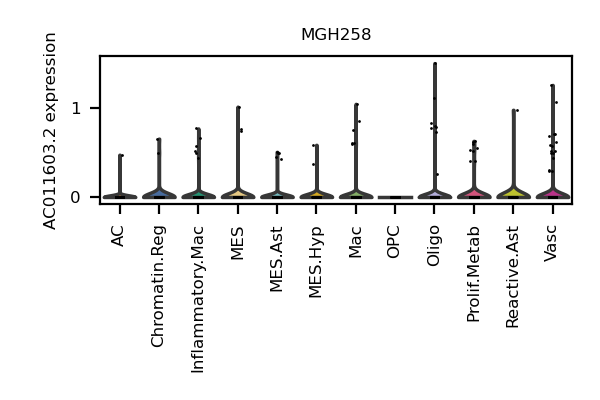 MGH258
AC011603.2 expression
1
0
AC
Chromatin.Reg
Inflammatory.Mac
MES
MES.Ast
MES.Hyp
Mac
OPC
Oligo
Prolif.Metab
Reactive.Ast
Vasc